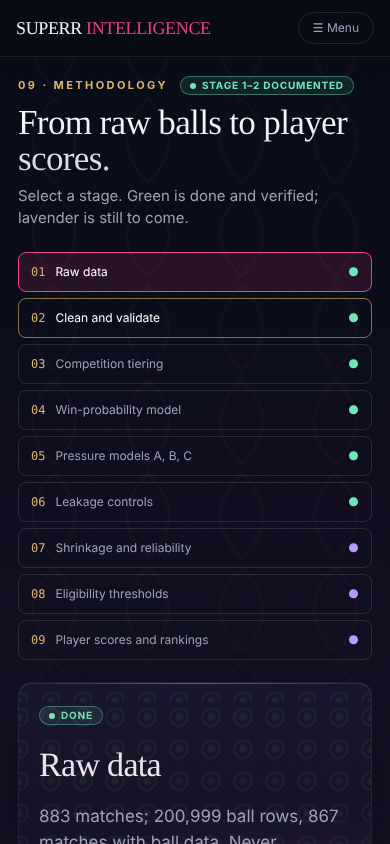 SUPERR INTELLIGENCE
☰ Menu
09 · METHODOLOGY
STAGE 1–2 DOCUMENTED
From raw balls to player
scores.
Select a stage. Green is done and verified;
lavender is still to come.
01 Raw data
02 Clean and validate
03 Competition tiering
04 Win-probability model
05 Pressure models A, B, C
06 Leakage controls
07 Shrinkage and reliability
08 Eligibility thresholds
09 Player scores and rankings
DONE
Raw data
883 matches; 200,999 ball rows, 867
matches with ball data. Never